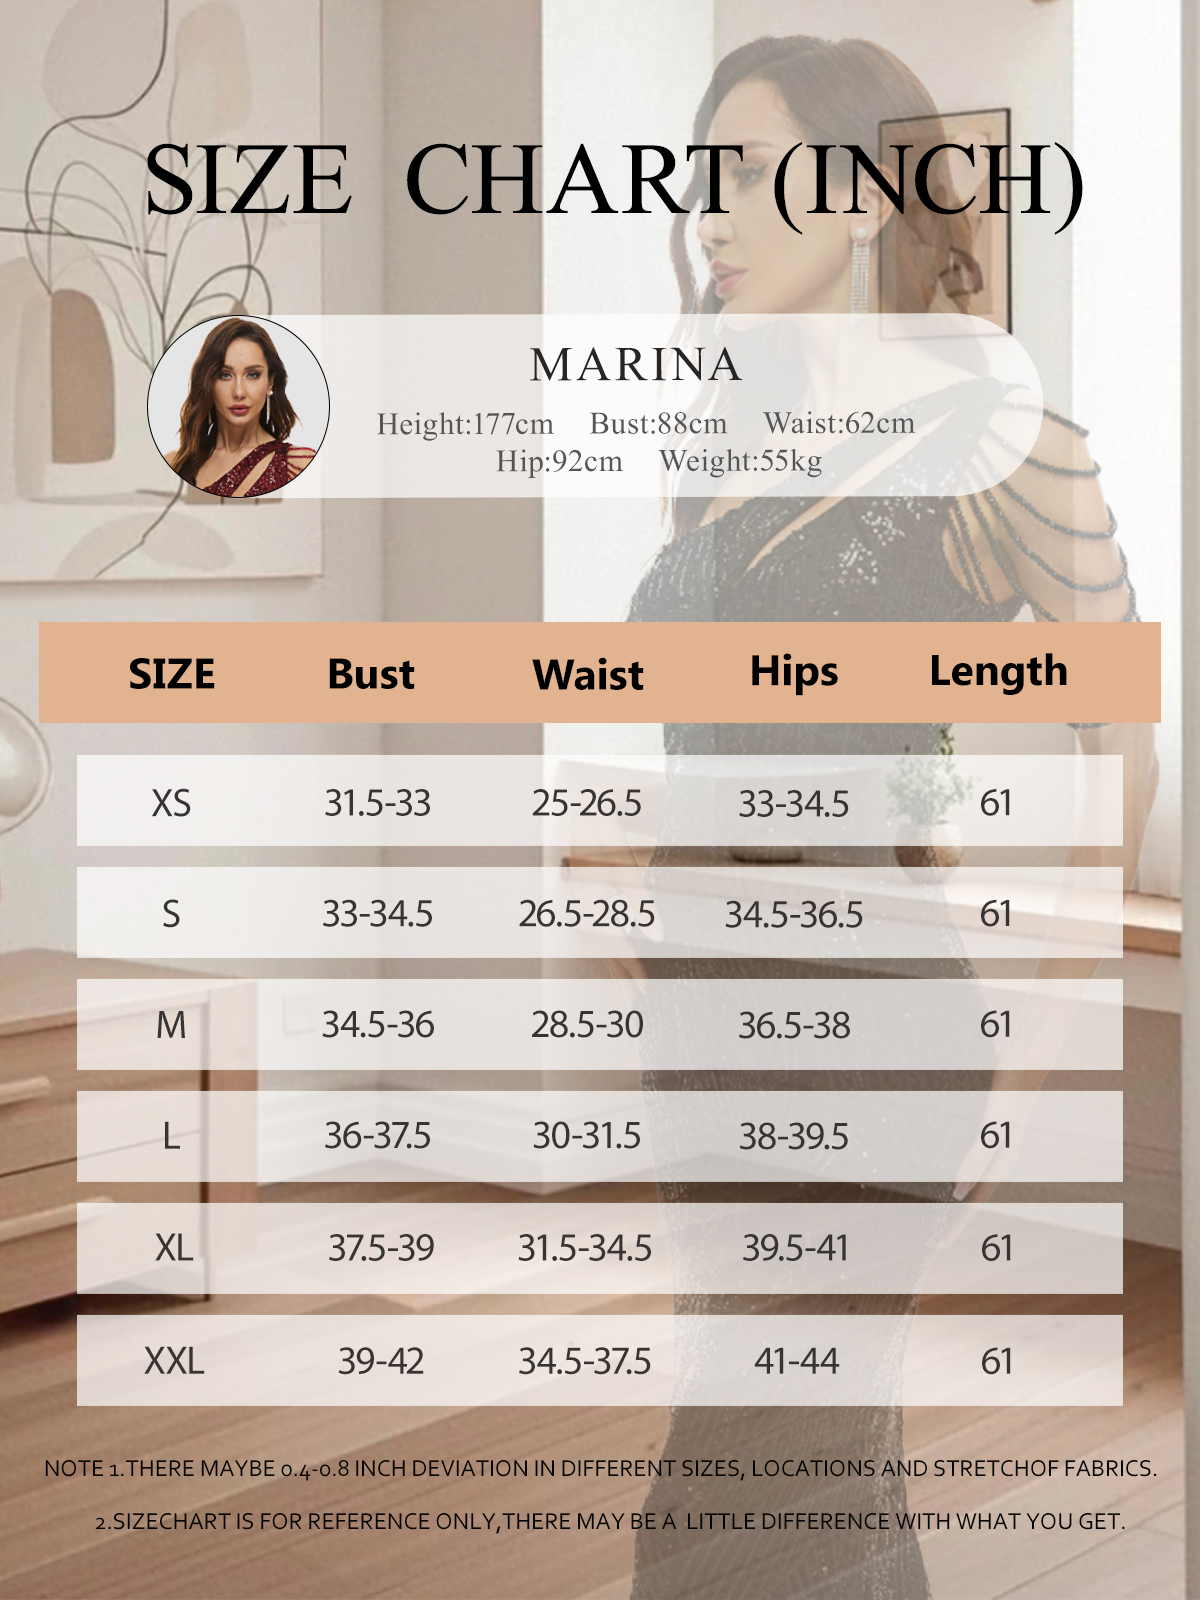 SIZE CHART (INCH)
MARINA
Height:177cm Bust:88cm Waist:62cm
Hip:92cm Weight:55kg
SIZE Bust Waist Hips Length
XS 31.5-33 25-26.5 33-34.5 61
S 33-34.5 26.5-28.5 34.5-36.5 61
M 34.5-36 28.5-30 36.5-38 61
L 36-37.5 30-31.5 38-39.5 61
XL 37.5-39 31.5-34.5 39.5-41 61
XXL 39-42 34.5-37.5 41-44 61
NOTE 1.THERE MAYBE 0.4-0.8 INCH DEVIATION IN DIFFERENT SIZES, LOCATIONS AND STRETCHOF FABRICS.
2.SIZECHART IS FOR REFERENCE ONLY,THERE MAY BE A LITTLE DIFFERENCE WITH WHAT YOU GET.